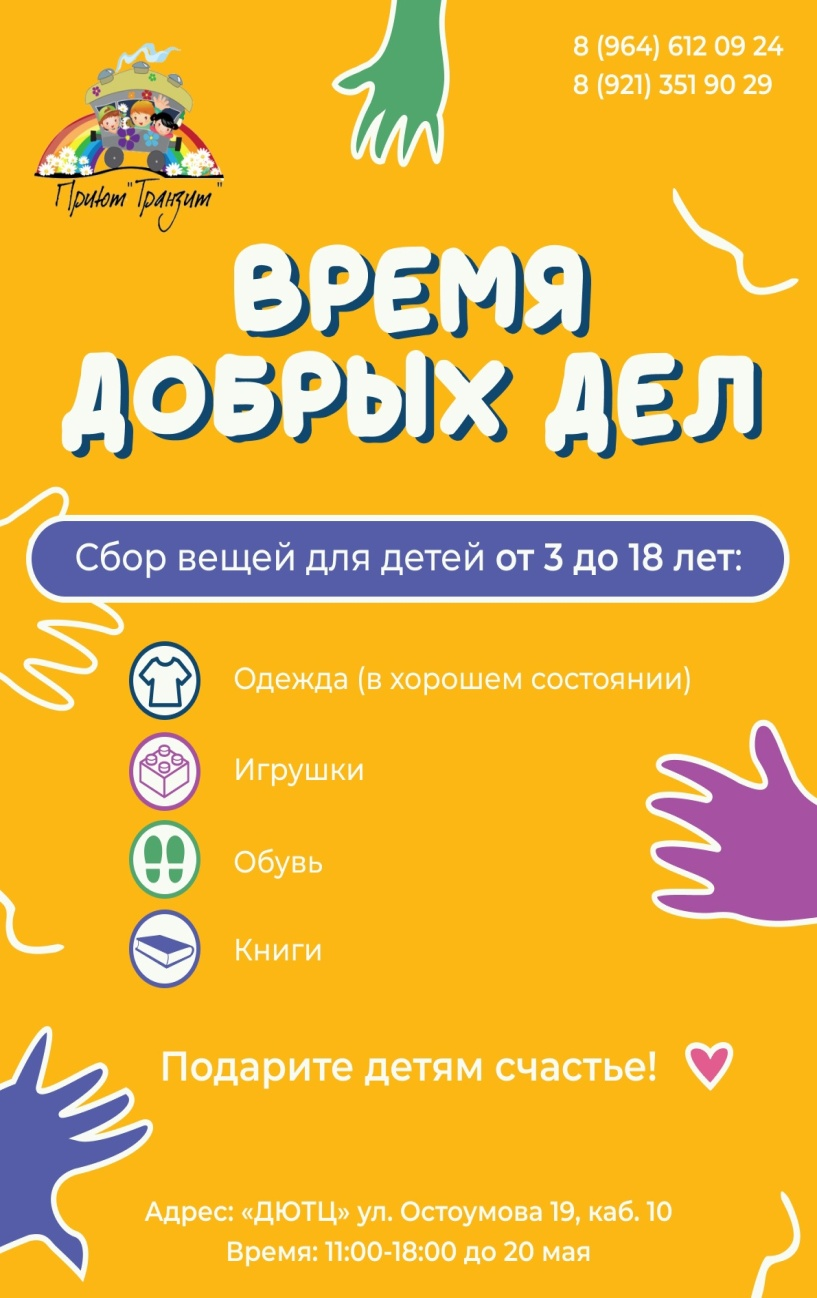 8 (964) 612 09 24
8 (921) 351 90 29
Приют "Транзит"
ВРЕМЯ
ДОБРЫХ ДЕЛ
Сбор вещей для детей от 3 до 18 лет:
Одежда (в хорошем состоянии)
Игрушки
Обувь
Книги
Подарите детям счастье!
Адрес: «ДЮТЦ» ул. Остоумова 19, каб. 10
Время: 11:00-18:00 до 20 мая